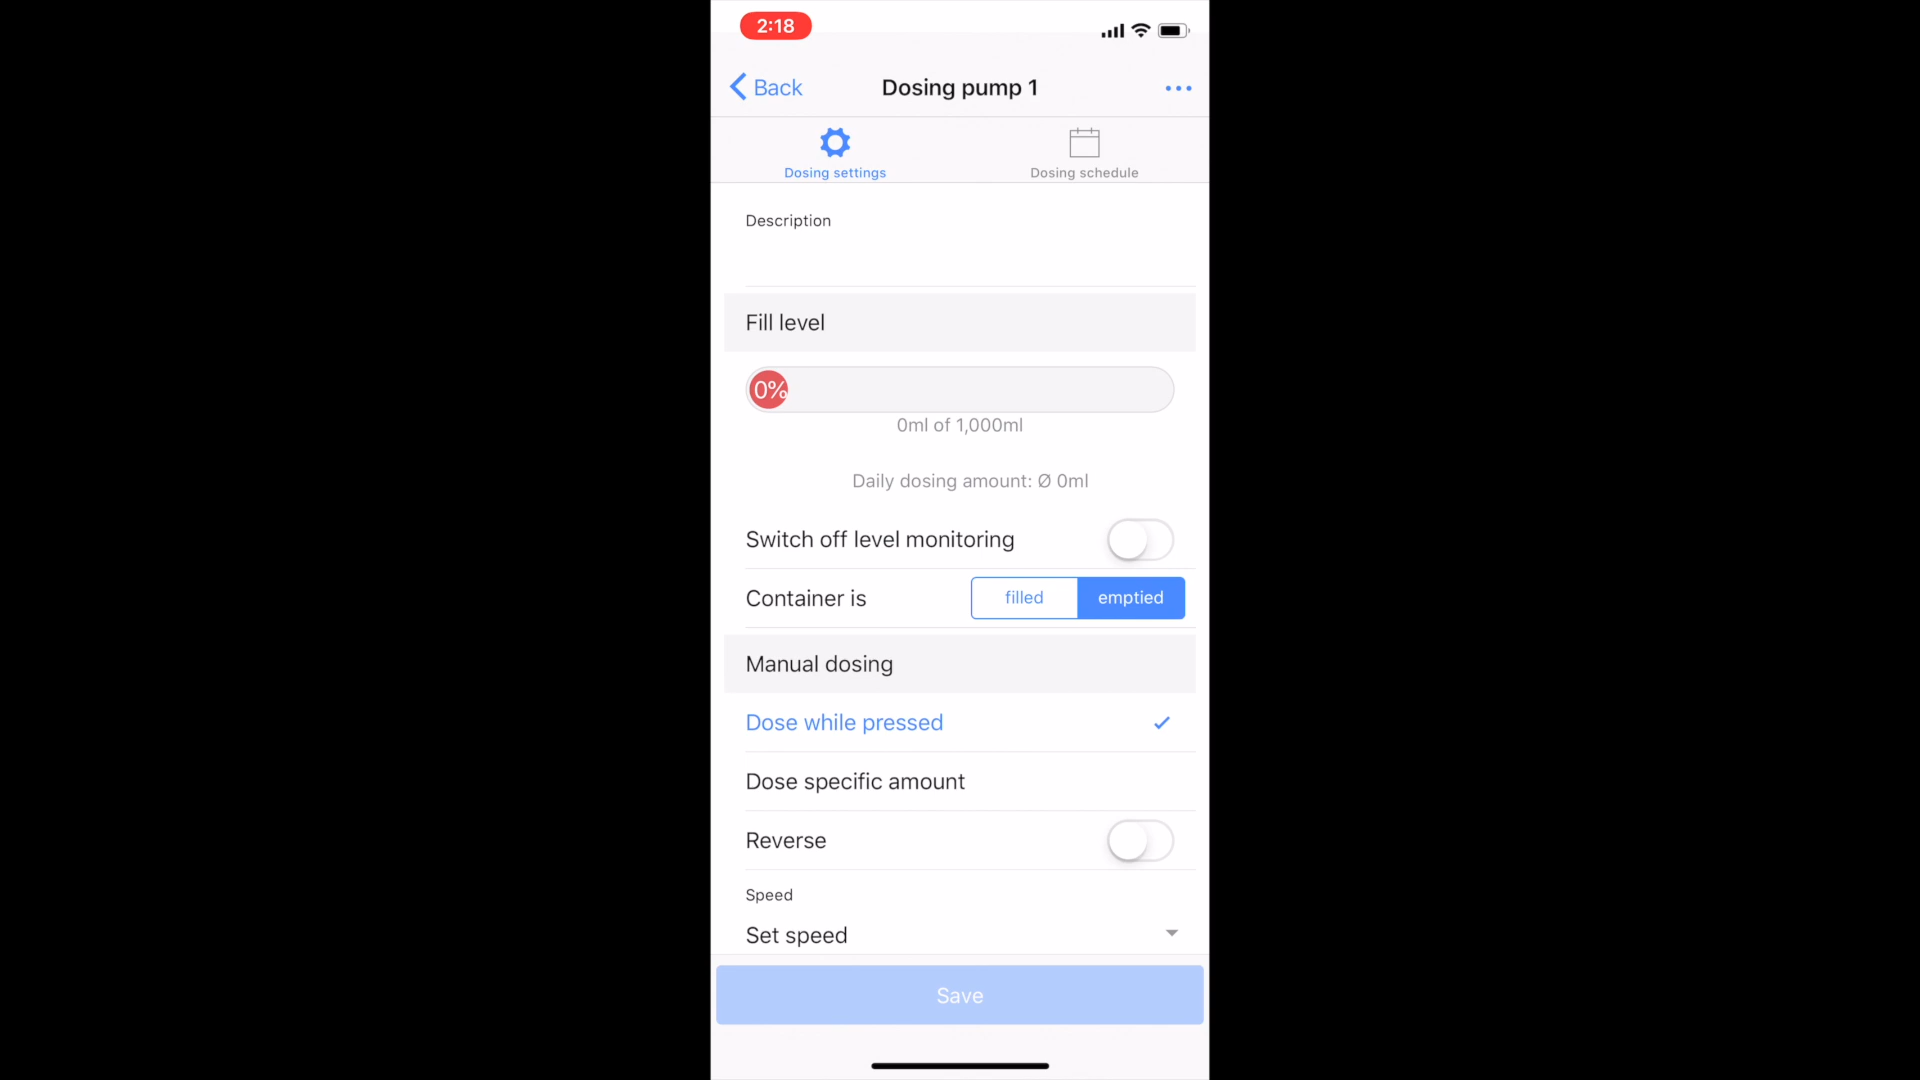 2:18
Back
Dosing pump 1
Dosing settings
Dosing schedule
Description
Fill level
0%
0ml of 1,000ml
Daily dosing amount: Ø 0ml
Switch off level monitoring
Container is
filled
emptied
Manual dosing
Dose while pressed
Dose specific amount
Reverse
Speed
Set speed
Save